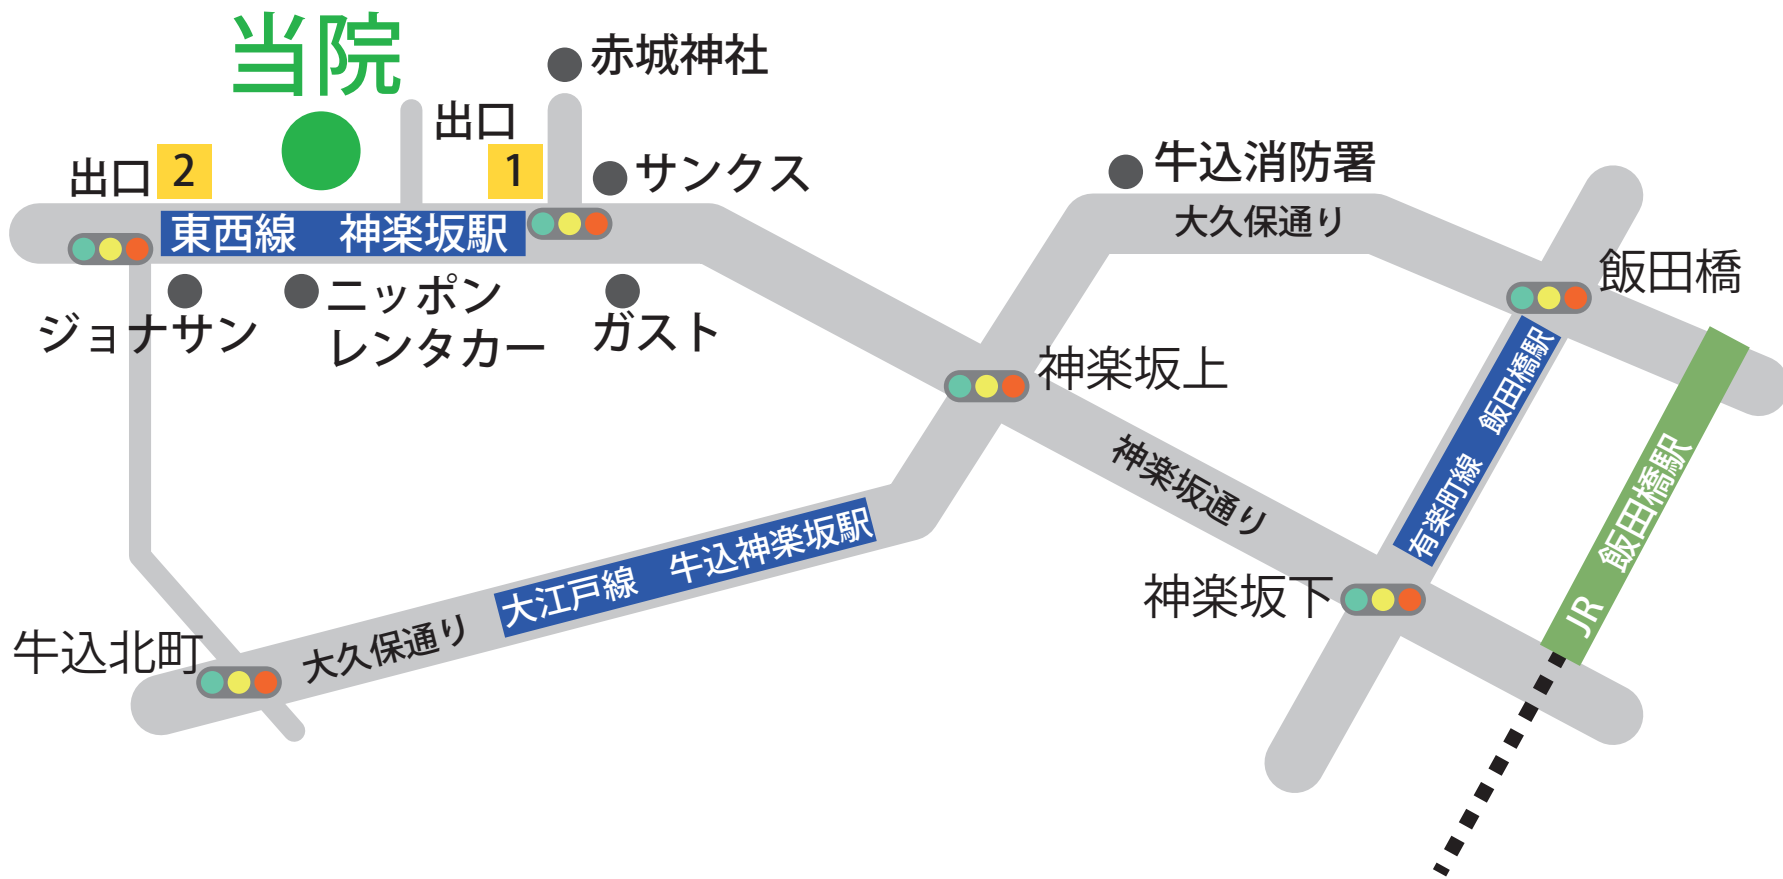 当院
赤城神社
出口
1
出口
2
サンクス
牛込消防署
大久保通り
東西線　神楽坂駅
飯田橋
ジョナサン
ニッポン
レンタカー
ガスト
神楽坂上
有楽町線　飯田橋駅
JR　飯田橋駅
神楽坂通り
大江戸線　牛込神楽坂駅
神楽坂下
牛込北町
大久保通り